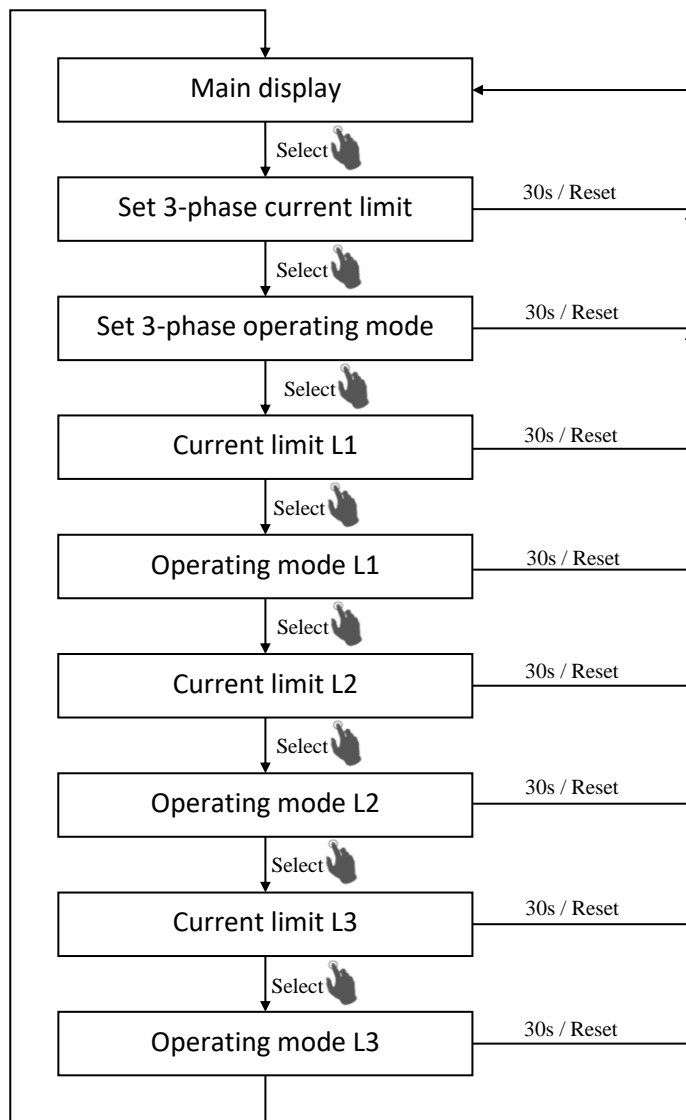 Main display
Select
Set 3-phase current limit
30s / Reset
Select
Set 3-phase operating mode
30s / Reset
Select
Current limit L1
30s / Reset
Select
Operating mode L1
30s / Reset
Select
Current limit L2
30s / Reset
Select
Operating mode L2
30s / Reset
Select
Current limit L3
30s / Reset
Select
Operating mode L3
30s / Reset